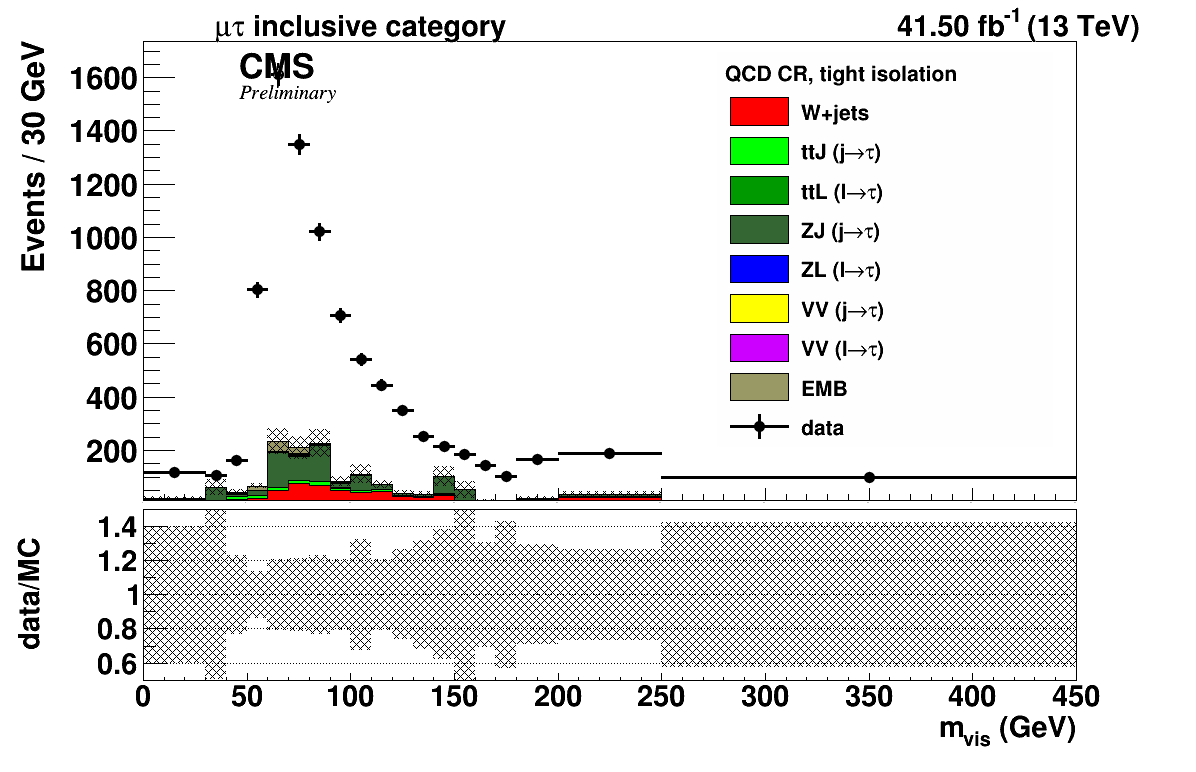 μτ inclusive category
41.50 fb-1 (13 TeV)
CMS
Preliminary
QCD CR, tight isolation
W+jets
ttJ (j→τ)
ttL (l→τ)
ZJ (j→τ)
ZL (l→τ)
VV (j→τ)
VV (l→τ)
EMB
data
Events / 30 GeV
1600
1400
1200
1000
800
600
400
200
data/MC
1.4
1.2
1
0.8
0.6
0 50 100 150 200 250 300 350 400 450
mvis (GeV)